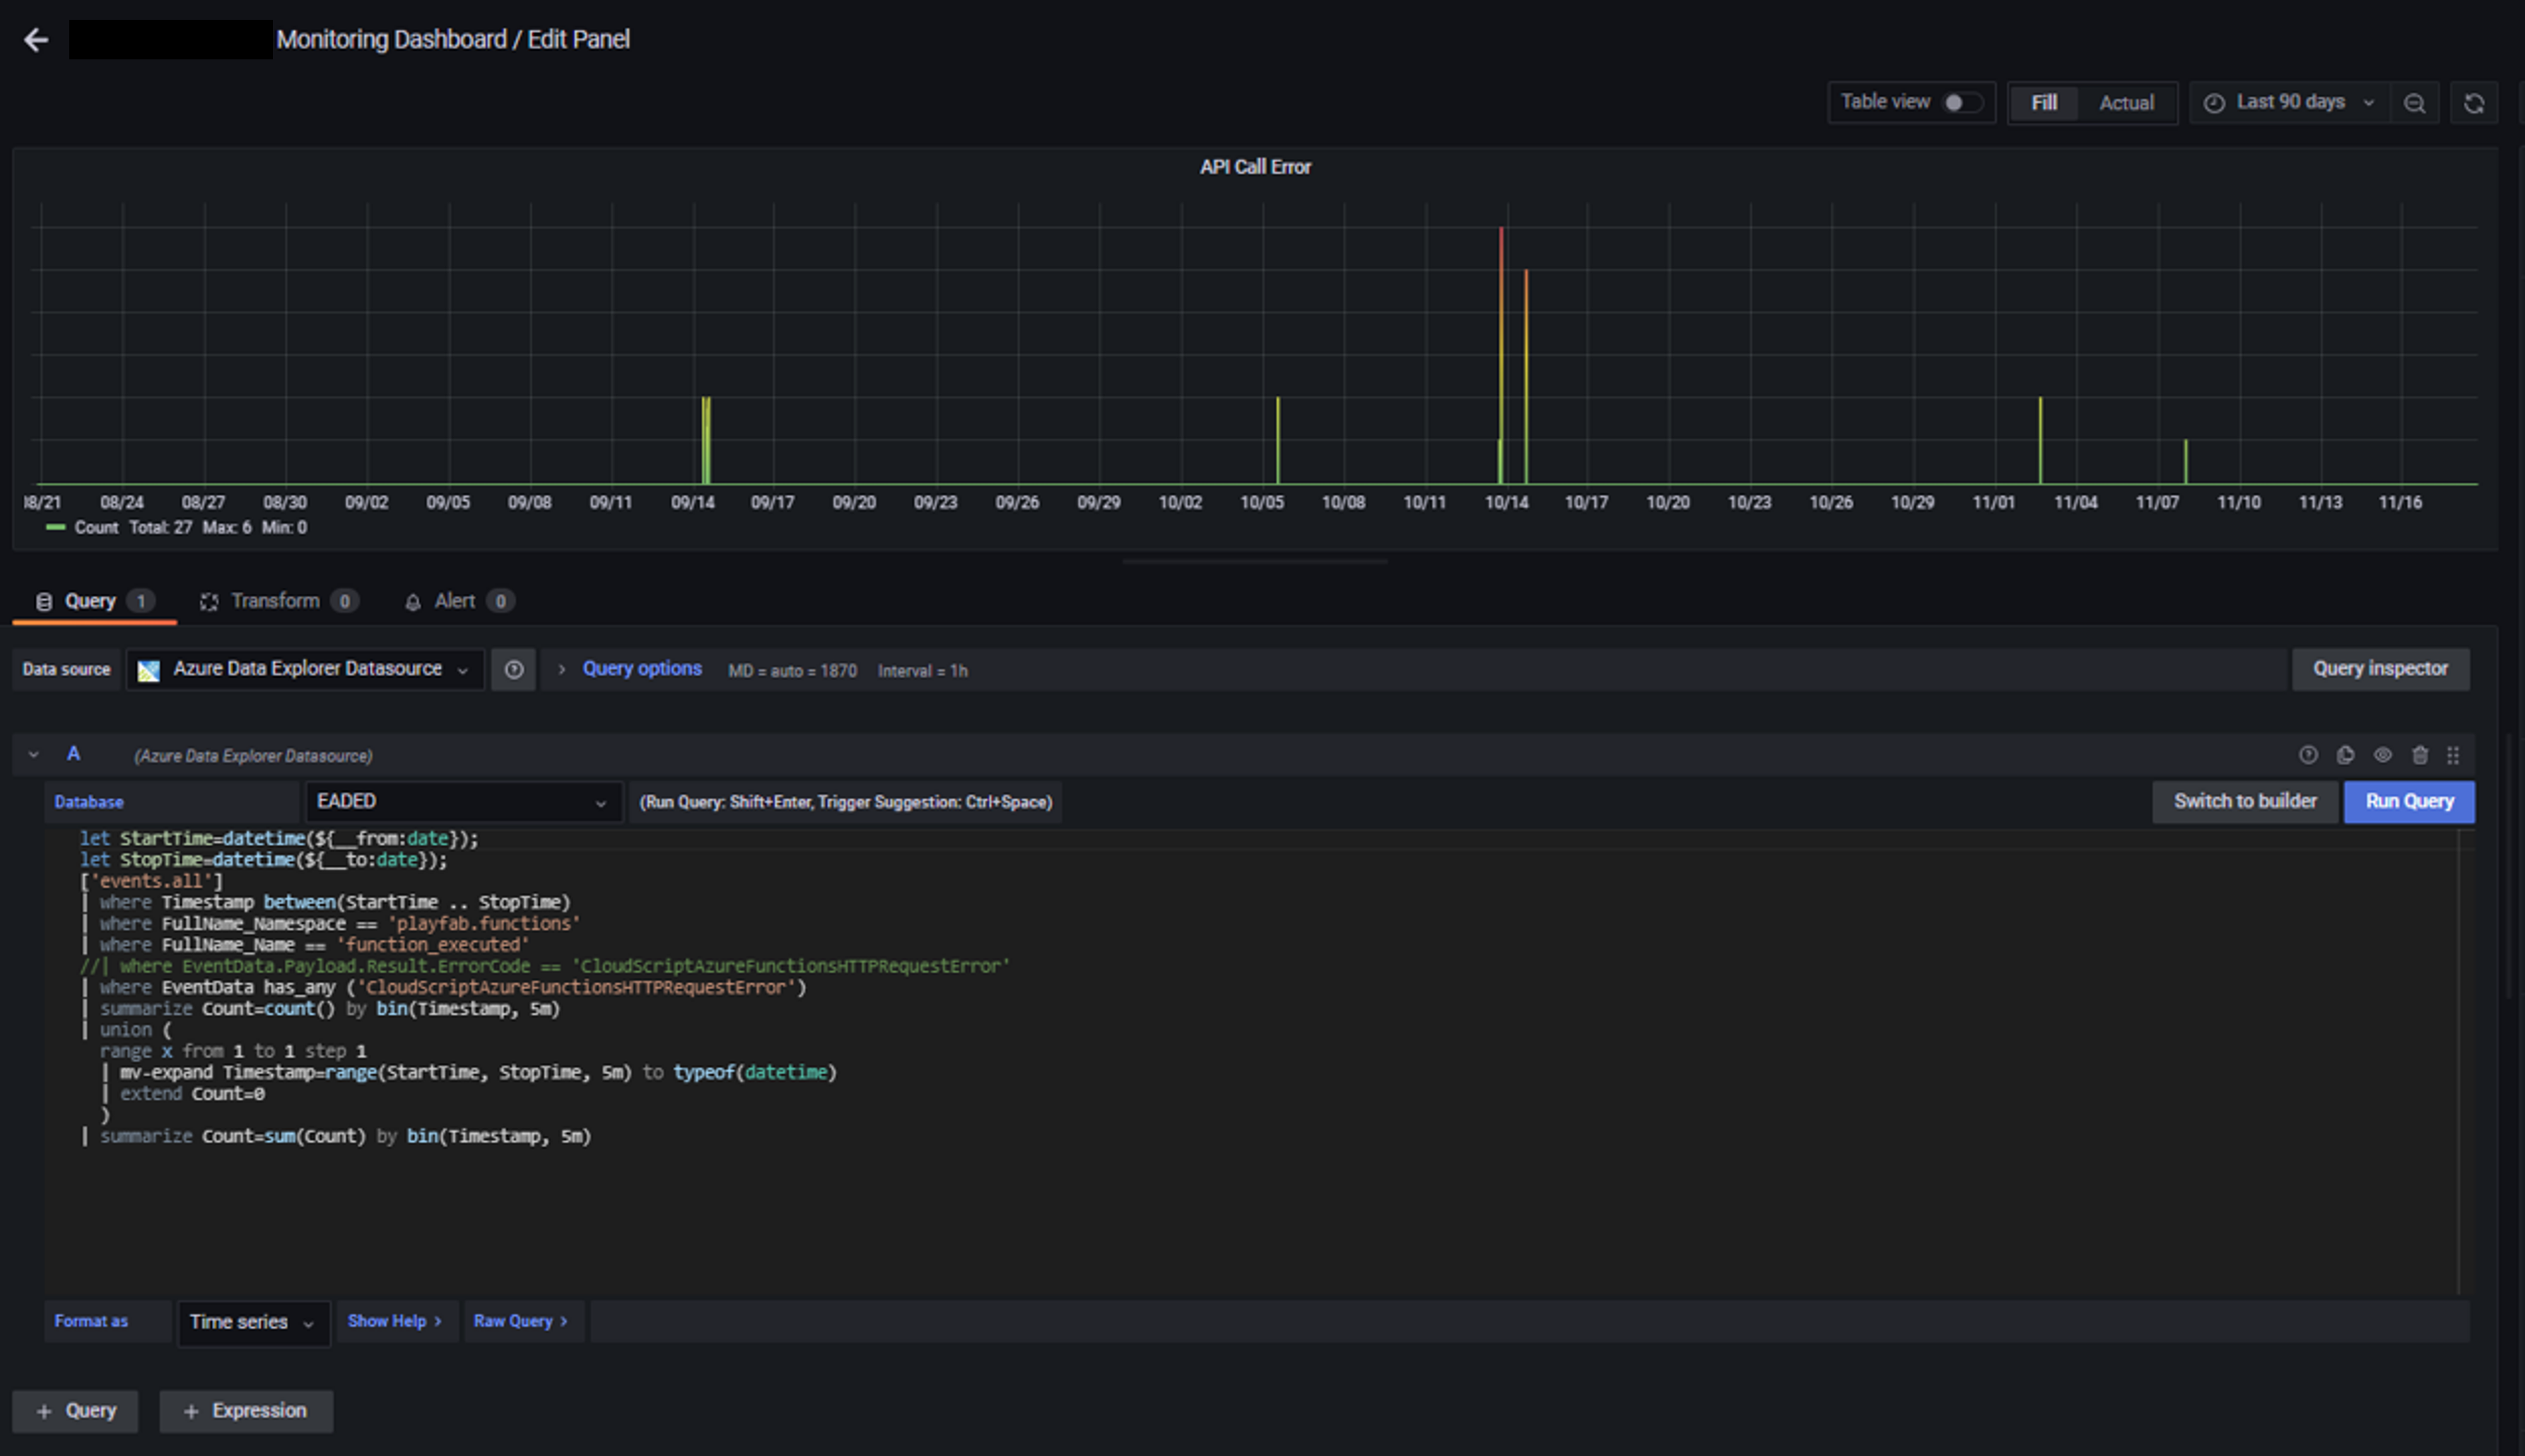 Monitoring Dashboard / Edit Panel
Table view Fill Actual Last 90 days
API Call Error
8/21 08/24 08/27 08/30 09/02 09/05 09/08 09/11 09/14 09/17 09/20 09/23 09/26 09/29 10/02 10/05 10/08 10/11 10/14 10/17 10/20 10/23 10/26 10/29 11/01 11/04 11/07 11/10 11/13 11/16
Count Total: 27 Max: 6 Min: 0
Query 1 Transform 0 Alert 0
Data source Azure Data Explorer Datasource Query options MD = auto = 1870 Interval = 1h Query inspector
A (Azure Data Explorer Datasource)
Database EADED (Run Query: Shift+Enter, Trigger Suggestion: Ctrl+Space) Switch to builder Run Query
let StartTime=datetime(${__from:date});
let StopTime=datetime(${__to:date});
['events.all']
| where Timestamp between(StartTime .. StopTime)
| where FullName_Namespace == 'playfab.functions'
| where FullName_Name == 'function_executed'
//| where EventData.Payload.Result.ErrorCode == 'CloudScriptAzureFunctionsHTTPRequestError'
| where EventData has_any ('CloudScriptAzureFunctionsHTTPRequestError')
| summarize Count=count() by bin(Timestamp, 5m)
| union (
range x from 1 to 1 step 1
| mv-expand Timestamp=range(StartTime, StopTime, 5m) to typeof(datetime)
| extend Count=0
)
| summarize Count=sum(Count) by bin(Timestamp, 5m)
Format as Time series Show Help > Raw Query >
+ Query + Expression